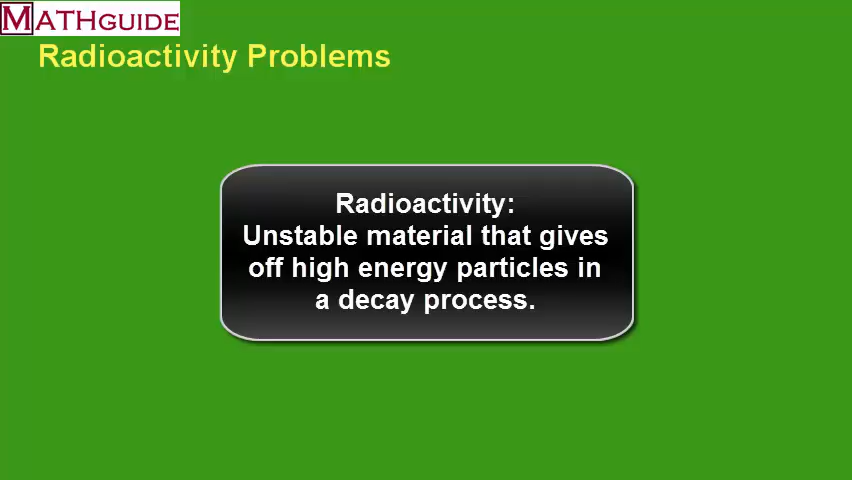 MATHGUIDE
Radioactivity Problems
Radioactivity:
Unstable material that gives
off high energy particles in
a decay process.